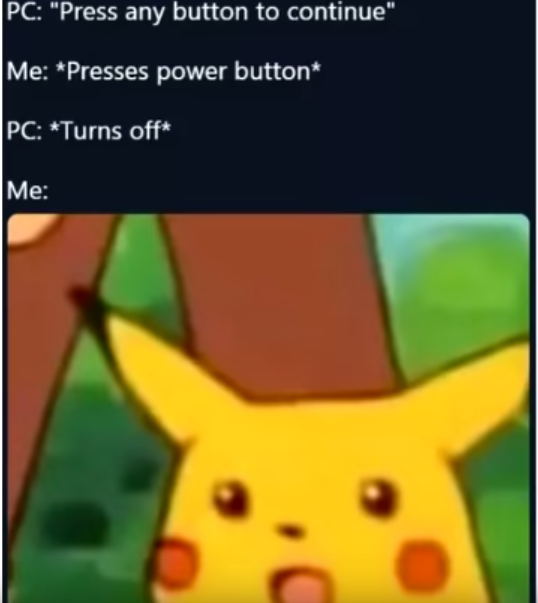 PC: "Press any button to continue"
Me: *Presses power button*
PC: *Turns off*
Me: